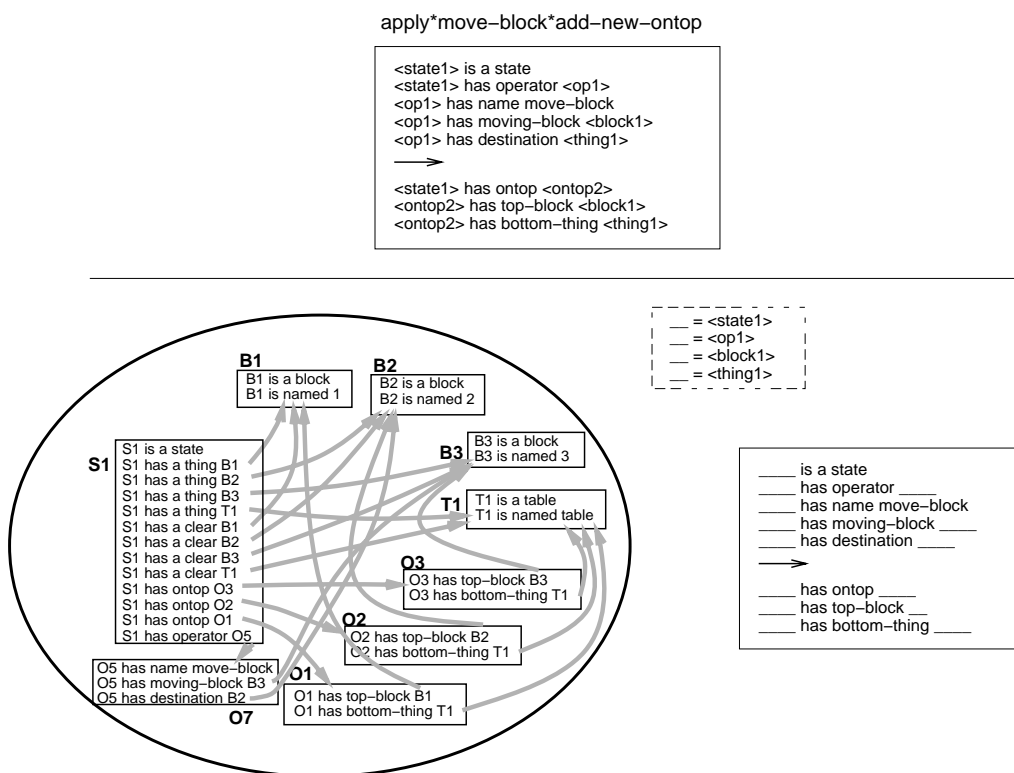 apply*move−block*add−new−ontop
<state1> is a state
<state1> has operator <op1>
<op1> has name move−block
<op1> has moving−block <block1>
<op1> has destination <thing1>
<state1> has ontop <ontop2>
<ontop2> has top−block <block1>
<ontop2> has bottom−thing <thing1>
__ = <state1>
__ = <op1>
__ = <block1>
__ = <thing1>
B1
B1 is a block
B1 is named 1
B2
B2 is a block
B2 is named 2
B3
B3 is a block
B3 is named 3
S1
S1 is a state
S1 has a thing B1
S1 has a thing B2
S1 has a thing B3
S1 has a thing T1
S1 has a clear B1
S1 has a clear B2
S1 has a clear B3
S1 has a clear T1
S1 has ontop O3
S1 has ontop O2
S1 has ontop O1
S1 has operator O5
T1
T1 is a table
T1 is named table
O3
O3 has top−block B3
O3 has bottom−thing T1
O2
O2 has top−block B2
O2 has bottom−thing T1
O1
O1 has top−block B1
O1 has bottom−thing T1
O5 has name move−block
O5 has moving−block B3
O5 has destination B2
O7
____ is a state
____ has operator ____
____ has name move−block
____ has moving−block ____
____ has destination ____
____ has ontop ____
____ has top−block __
____ has bottom−thing ____